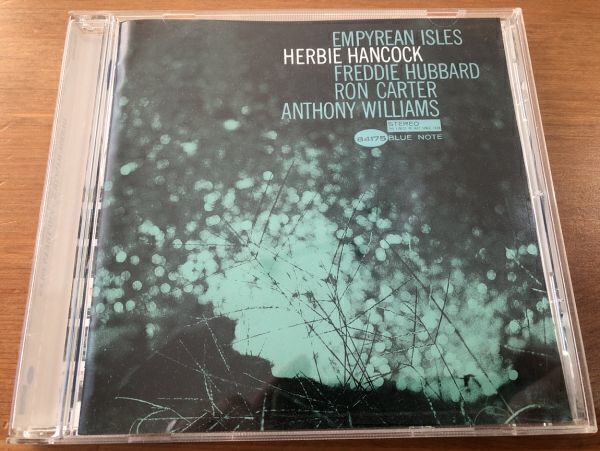 EMPYREAN ISLES
HERBIE HANCOCK
FREDDIE HUBBARD
RON CARTER
ANTHONY WILLIAMS
STEREO
84175 BLUE NOTE